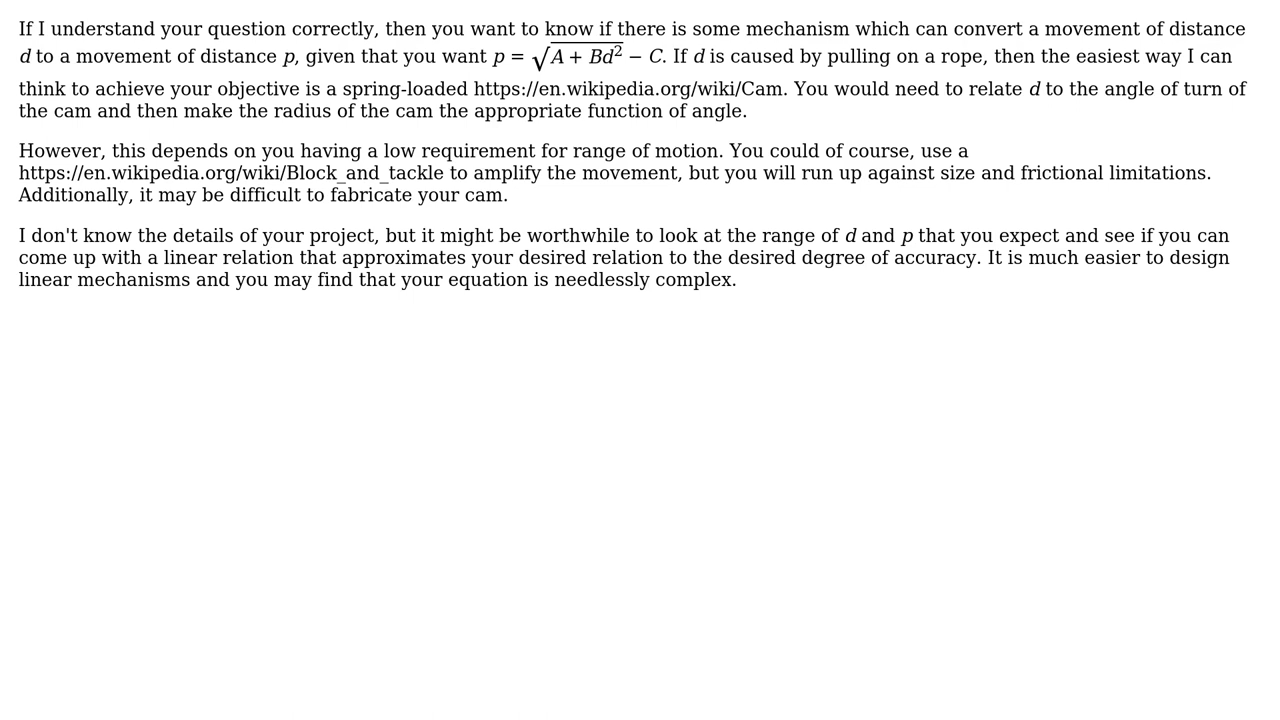 If I understand your question correctly, then you want to know if there is some mechanism which can convert a movement of distance
d to a movement of distance p, given that you want p = √(A + Bd²) − C. If d is caused by pulling on a rope, then the easiest way I can
think to achieve your objective is a spring-loaded https://en.wikipedia.org/wiki/Cam. You would need to relate d to the angle of turn of
the cam and then make the radius of the cam the appropriate function of angle.
However, this depends on you having a low requirement for range of motion. You could of course, use a
https://en.wikipedia.org/wiki/Block_and_tackle to amplify the movement, but you will run up against size and frictional limitations.
Additionally, it may be difficult to fabricate your cam.
I don't know the details of your project, but it might be worthwhile to look at the range of d and p that you expect and see if you can
come up with a linear relation that approximates your desired relation to the desired degree of accuracy. It is much easier to design
linear mechanisms and you may find that your equation is needlessly complex.